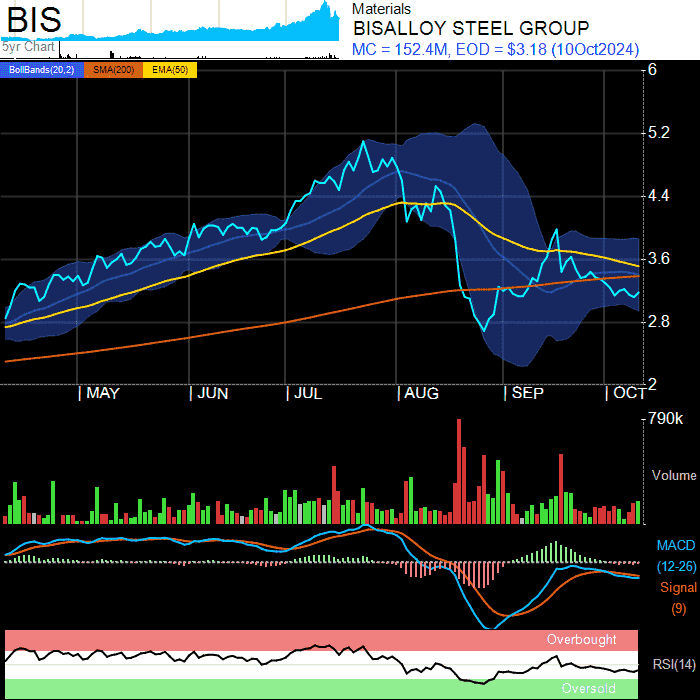 BIS
5yr Chart
Materials
BISALLOY STEEL GROUP
MC = 152.4M, EOD = $3.18 (10Oct2024)
BollBands(20,2) SMA(200) EMA(50)
6
5.2
4.4
3.6
2.8
2
| MAY | JUN | JUL | AUG | SEP | OCT
790k
Volume
MACD
(12-26)
Signal
(9)
Overbought
RSI(14)
Oversold